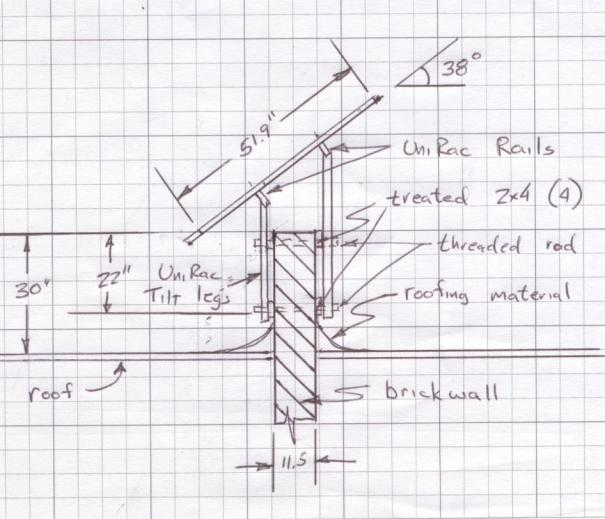 38°
51.9"
UniRac Rails
treated 2x4 (4)
threaded rod
30"
22"
UniRac
Tilt legs
roofing material
roof
brick wall
11.5